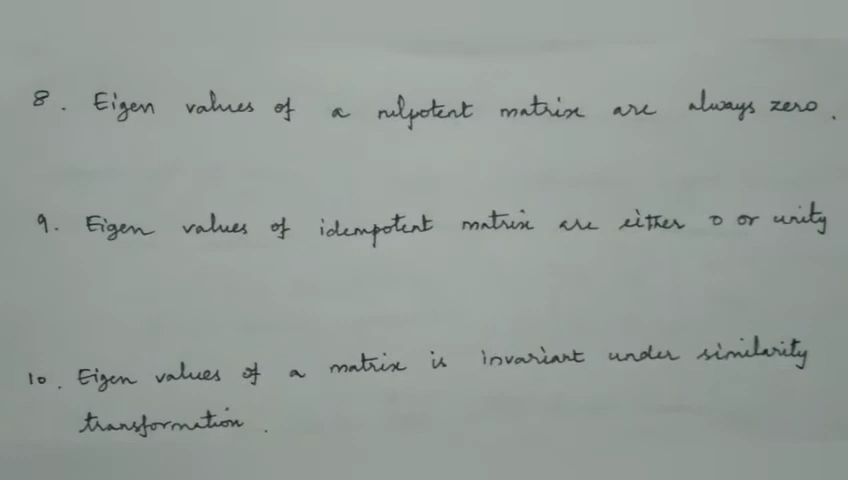 8. Eigen values of a nilpotent matrix are always zero.
9. Eigen values of idempotent matrix are either 0 or unity
10. Eigen values of a matrix is invariant under similarity
transformation.